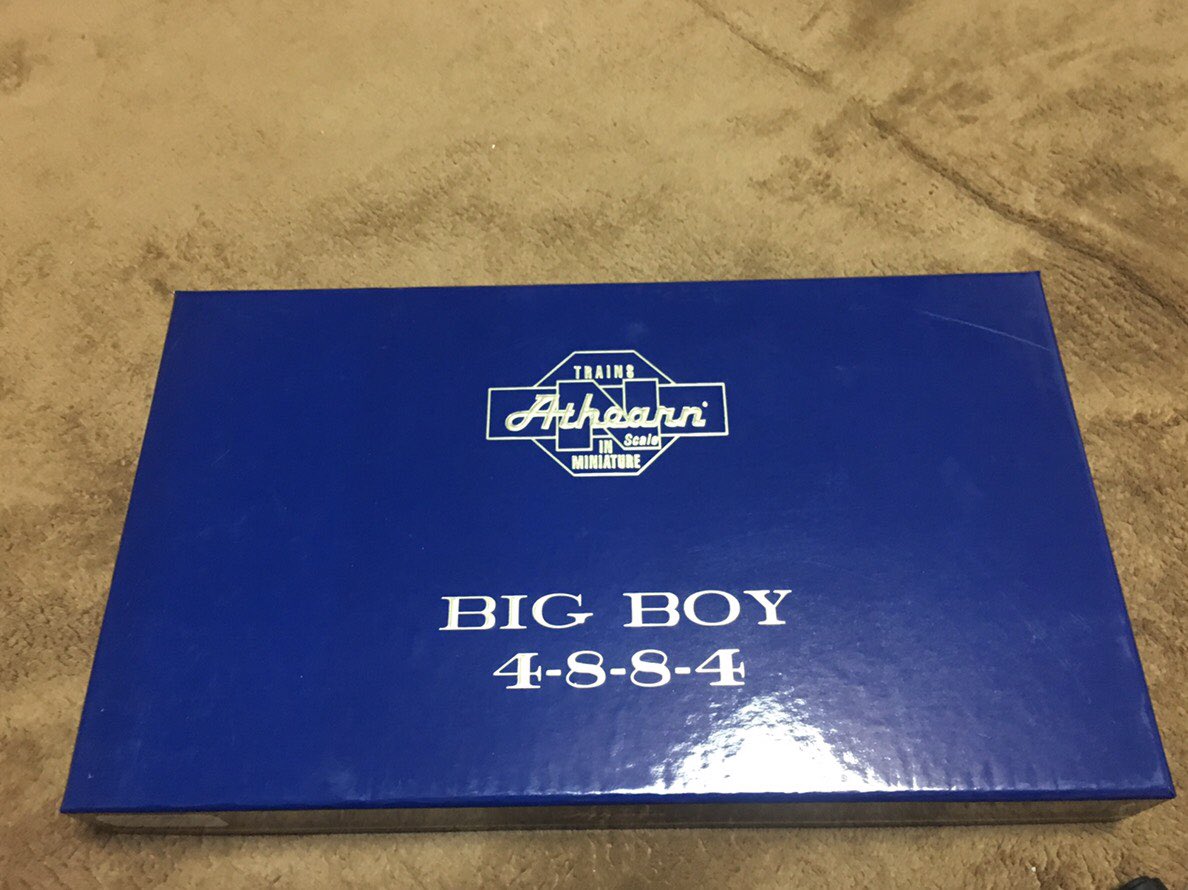 TRAINS
Athearn
N Scale
IN
MINIATURE
BIG BOY
4-8-8-4